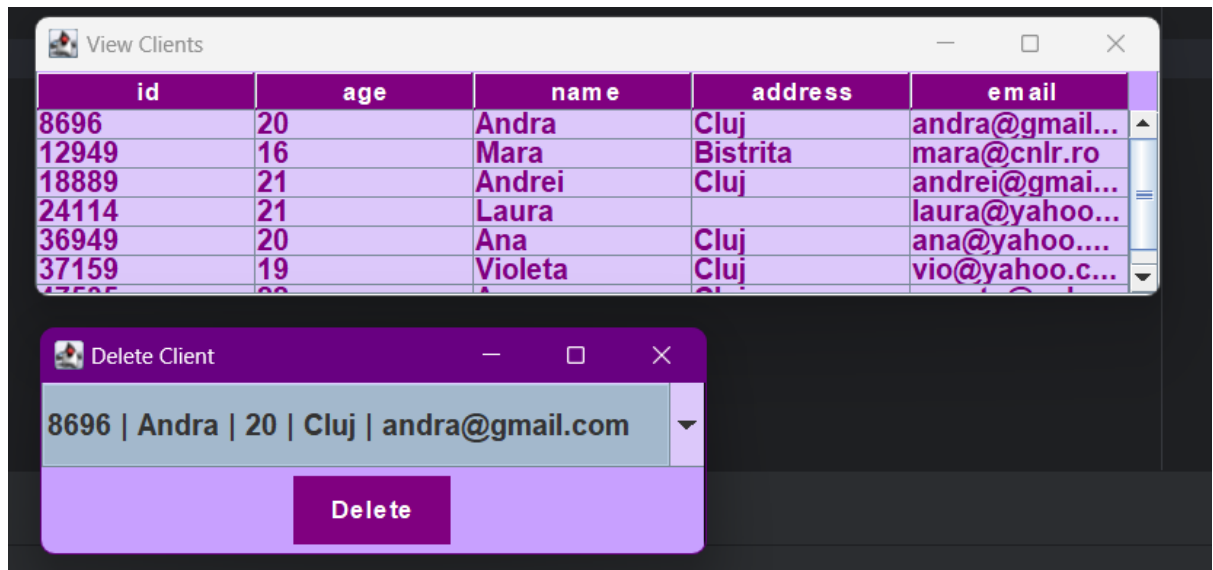 View Clients
id age name address email
8696 20 Andra Cluj andra@gmail...
12949 16 Mara Bistrita mara@cnlr.ro
18889 21 Andrei Cluj andrei@gmai...
24114 21 Laura laura@yahoo...
36949 20 Ana Cluj ana@yahoo....
37159 19 Violeta Cluj vio@yahoo.c...
Delete Client
8696 | Andra | 20 | Cluj | andra@gmail.com
Delete